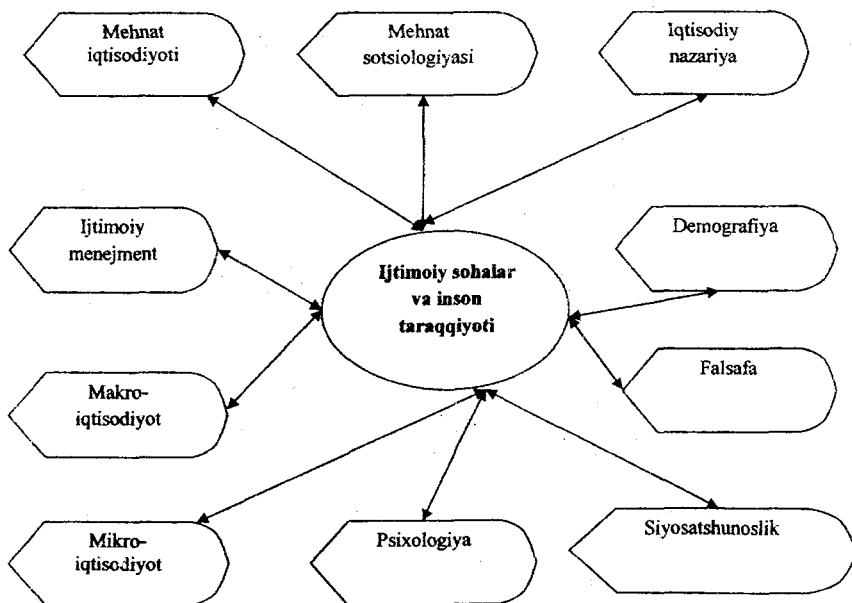 Mehnat
iqtisodiyoti
Mehnat
sotsiologiyasi
Iqtisodiy
nazariya
Ijtimoiy
menejment
Demografiya
Ijtimoiy sohalar
va inson
taraqqiyoti
Makro-
iqtisodiyot
Falsafa
Mikro-
iqtisodiyot
Psixologiya
Siyosatshunoslik